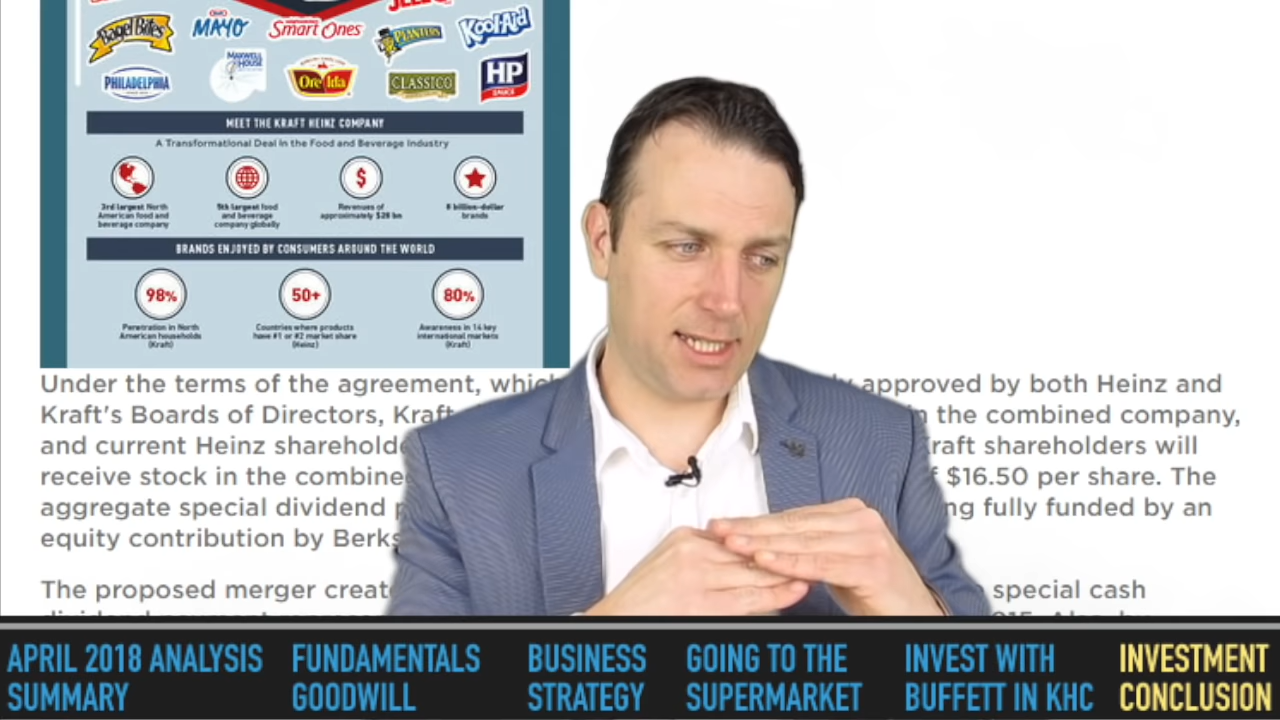 JELL-O
Bagel Bites
ORO
MAYO
Smart Ones
PLANTERS
Kool-Aid
PHILADELPHIA
MAXWELL
HOUSE
Ore Ida
CLASSICO
HP
SAUCE
MEET THE KRAFT HEINZ COMPANY
A Transformational Deal in the Food and Beverage Industry
3rd largest North
American food and
beverage company
5th largest food
and beverage
company globally
Revenues of
approximately $28 bn
8 billion-dollar
brands
BRANDS ENJOYED BY CONSUMERS AROUND THE WORLD
98%
Penetration in North
American households
(Kraft)
50+
Countries where products
have #1 or #2 market share
(Heinz)
80%
Awareness in 14 key
international markets
(Kraft)
Under the terms of the agreement, which approved by both Heinz and
Kraft's Boards of Directors, Kraft in the combined company,
and current Heinz Kraft shareholders will
receive stock in the $16.50 per share. The
aggregate special dividend fully funded by an
equity contribution by
The proposed merger special cash
APRIL 2018 ANALYSIS
SUMMARY
FUNDAMENTALS
GOODWILL
BUSINESS
STRATEGY
GOING TO THE
SUPERMARKET
INVEST WITH
BUFFETT IN KHC
INVESTMENT
CONCLUSION